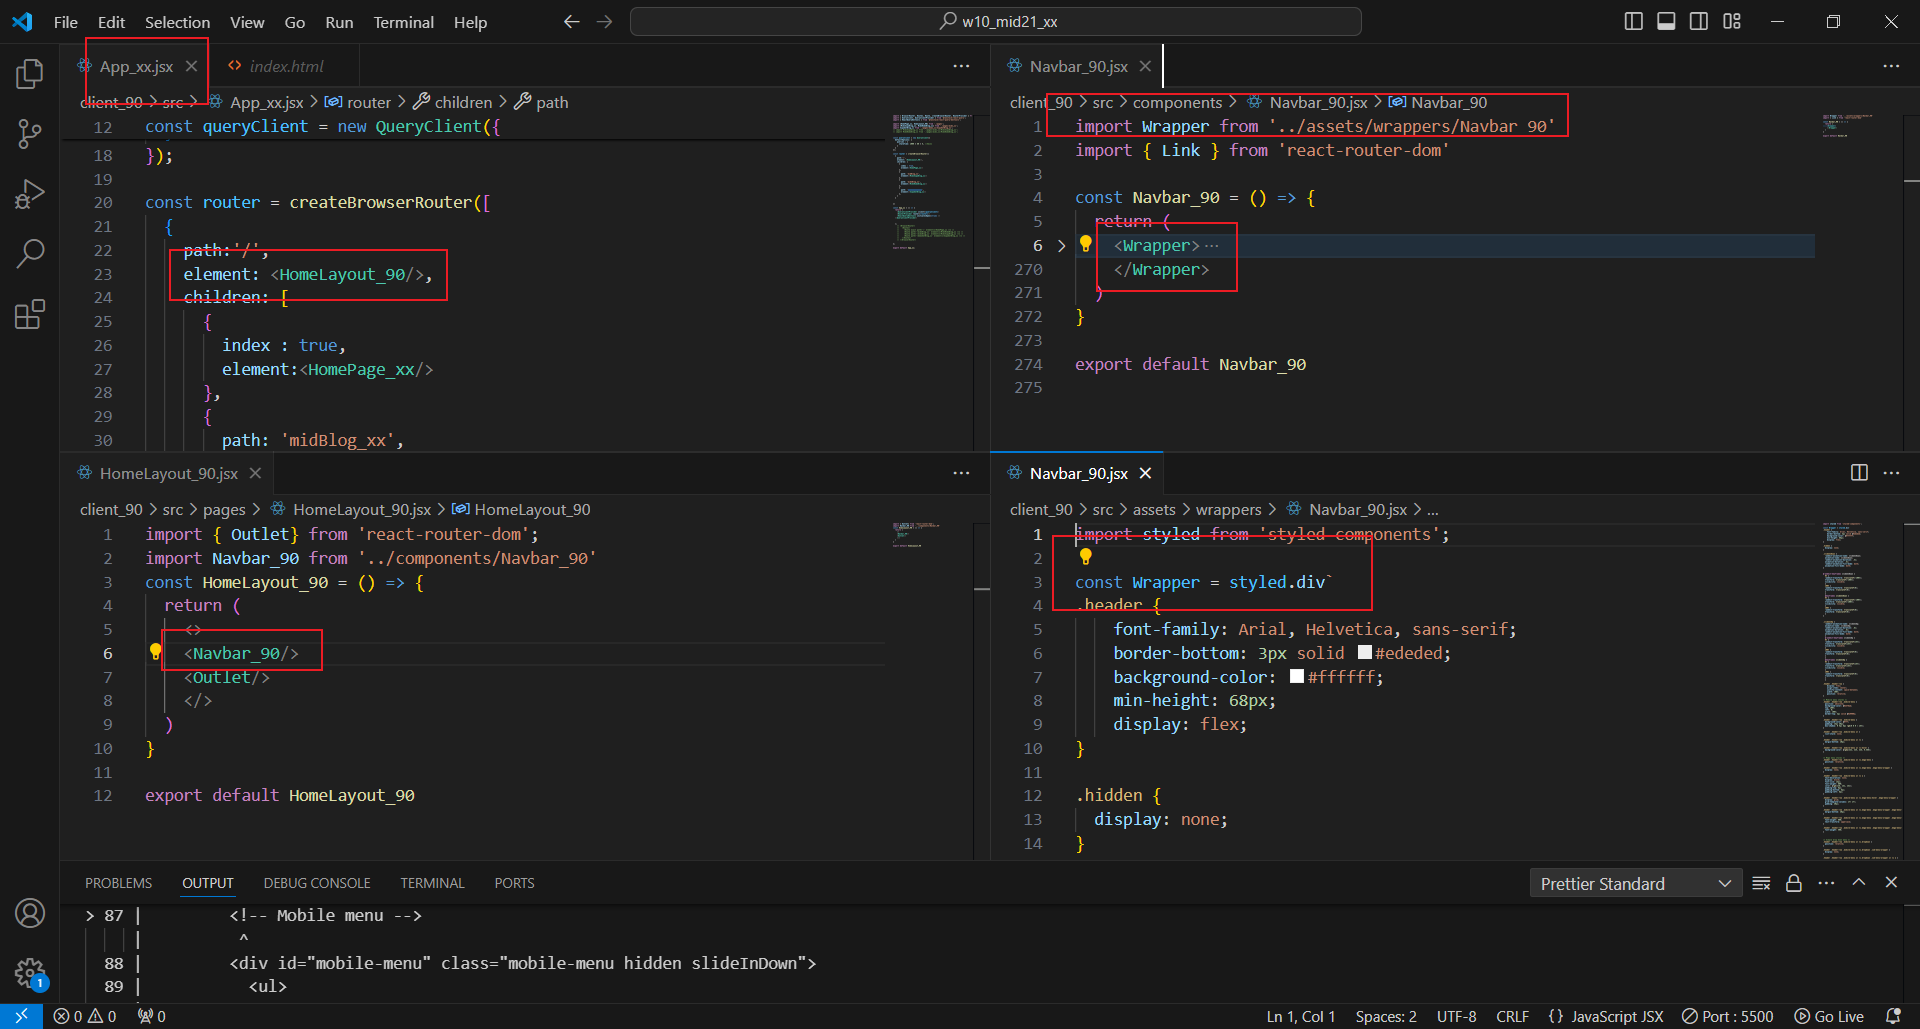 File Edit Selection View Go Run Terminal Help
w10_mid21_xx
App_xx.jsx
index.html
client_90 > src > App_xx.jsx > router > children > path
12 const queryClient = new QueryClient({
18 });
19
20 const router = createBrowserRouter([
21 {
22 path:'/',
23 element: <HomeLayout_90/>,
24 children: [
25 {
26 index : true,
27 element:<HomePage_xx/>
28 },
29 {
30 path: 'midBlog_xx',
Navbar_90.jsx
client_90 > src > components > Navbar_90.jsx > Navbar_90
1 import Wrapper from '../assets/wrappers/Navbar_90'
2 import { Link } from 'react-router-dom'
3
4 const Navbar_90 = () => {
5 return (
6 <Wrapper>…
270 </Wrapper>
271 )
272 }
273
274 export default Navbar_90
275
HomeLayout_90.jsx
client_90 > src > pages > HomeLayout_90.jsx > HomeLayout_90
1 import { Outlet} from 'react-router-dom';
2 import Navbar_90 from '../components/Navbar_90'
3 const HomeLayout_90 = () => {
4 return (
5 <>
6 <Navbar_90/>
7 <Outlet/>
8 </>
9 )
10 }
11
12 export default HomeLayout_90
Navbar_90.jsx
client_90 > src > assets > wrappers > Navbar_90.jsx > ...
1 import styled from 'styled-components';
2
3 const Wrapper = styled.div`
4 .header {
5 font-family: Arial, Helvetica, sans-serif;
6 border-bottom: 3px solid #ededed;
7 background-color: #ffffff;
8 min-height: 68px;
9 display: flex;
10 }
11
12 .hidden {
13 display: none;
14 }
PROBLEMS OUTPUT DEBUG CONSOLE TERMINAL PORTS
Prettier Standard
> 87 | <!-- Mobile menu -->
| ^
88 | <div id="mobile-menu" class="mobile-menu hidden slideInDown">
89 | <ul>
1
0 0 0
Ln 1, Col 1 Spaces: 2 UTF-8 CRLF {} JavaScript JSX Port : 5500 Go Live